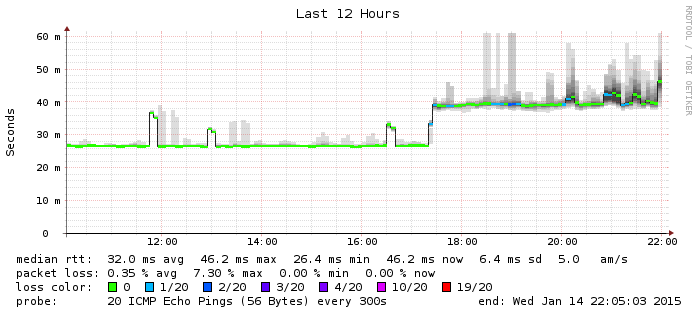 Last 12 Hours
RRDTOOL / TOBI OETIKER
Seconds
60 m
50 m
40 m
30 m
20 m
10 m
0
12:00 14:00 16:00 18:00 20:00 22:00
median rtt: 32.0 ms avg 46.2 ms max 26.4 ms min 46.2 ms now 6.4 ms sd 5.0 am/s
packet loss: 0.35 % avg 7.30 % max 0.00 % min 0.00 % now
loss color: 0 1/20 2/20 3/20 4/20 10/20 19/20
probe: 20 ICMP Echo Pings (56 Bytes) every 300s end: Wed Jan 14 22:05:03 2015